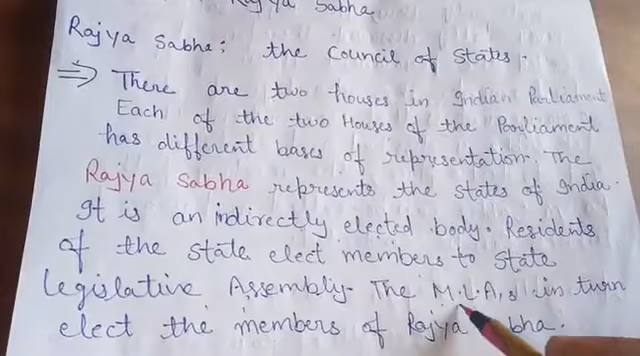 Rajya Sabha
Rajya Sabha: the Council of States.
⇒ There are two houses in Indian Parliament
Each of the two Houses of the Parliament
has different bases of representation. The
Rajya Sabha represents the states of India.
It is an indirectly elected body. Residents
of the state elect members to State
Legislative Assembly. The M.L.A,s in turn
elect the members of Rajya bha.